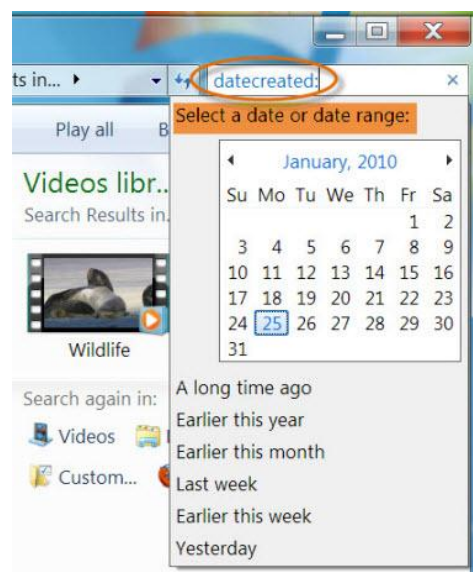 ts in...
datecreated:
Play all
Select a date or date range:
Videos libr...
Search Results in.
January, 2010
Su Mo Tu We Th Fr Sa
1 2
3 4 5 6 7 8 9
10 11 12 13 14 15 16
17 18 19 20 21 22 23
24 25 26 27 28 29 30
31
Wildlife
Search again in:
Videos
Custom...
A long time ago
Earlier this year
Earlier this month
Last week
Earlier this week
Yesterday